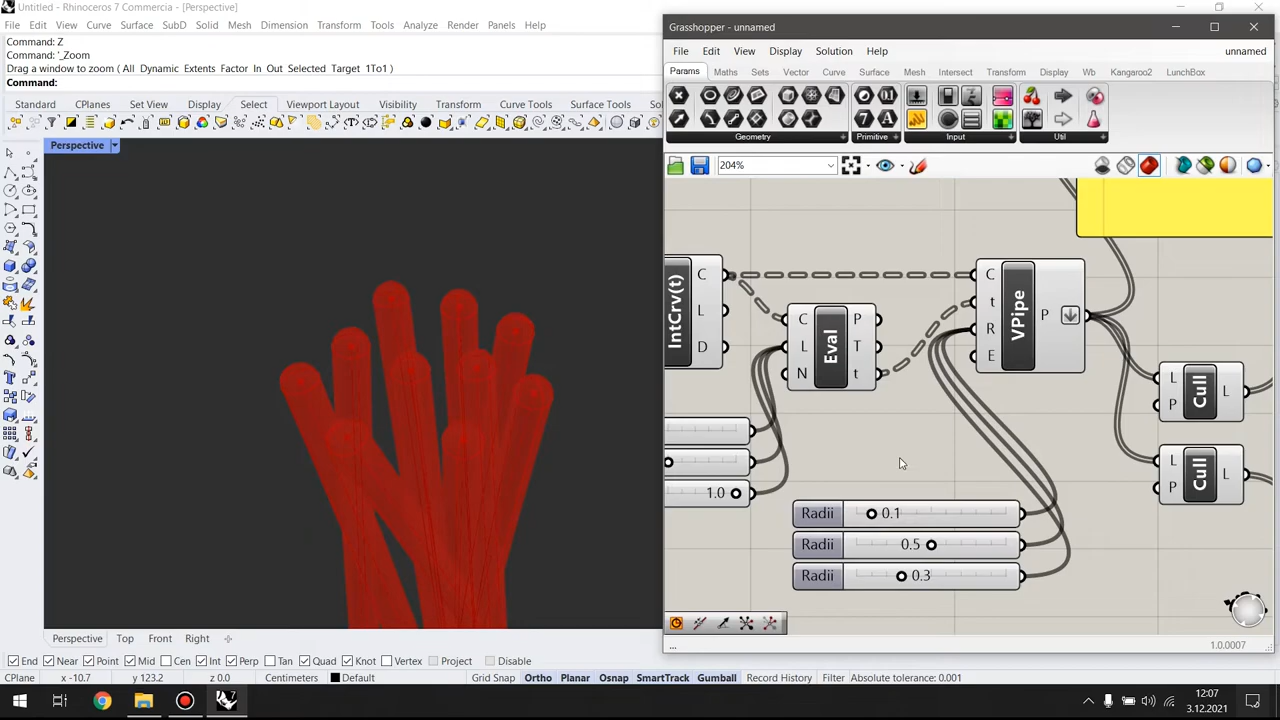 Untitled - Rhinoceros 7 Commercia - [Perspective]
File Edit View Curve Surface SubD Solid Mesh Dimension Transform Tools Analyze Render Panels Help
Command: Z
Command: '_Zoom
Drag a window to zoom ( All Dynamic Extents Factor In Out Selected Target 1To1 )
Command:
Standard CPlanes Set View Display Select Viewport Layout Visibility Transform Curve Tools Surface Tools So
Perspective
Grasshopper - unnamed
File Edit View Display Solution Help unnamed
Params Maths Sets Vector Curve Surface Mesh Intersect Transform Display Wb Kangaroo2 LunchBox
Geometry Primitive Input Util
204%
IntCrv(t) C L D
Eval C L N P T t
VPipe C t R E P
Cull L P L
Cull L P L
1.0
Radii 0.1
Radii 0.5
Radii 0.3
... 1.0.0007
Perspective Top Front Right
End Near Point Mid Cen Int Perp Tan Quad Knot Vertex Project Disable
CPlane x -10.7 y 123.2 z 0.0 Centimeters Default Grid Snap Ortho Planar Osnap SmartTrack Gumball Record History Filter Absolute tolerance: 0.001
12:07
3.12.2021